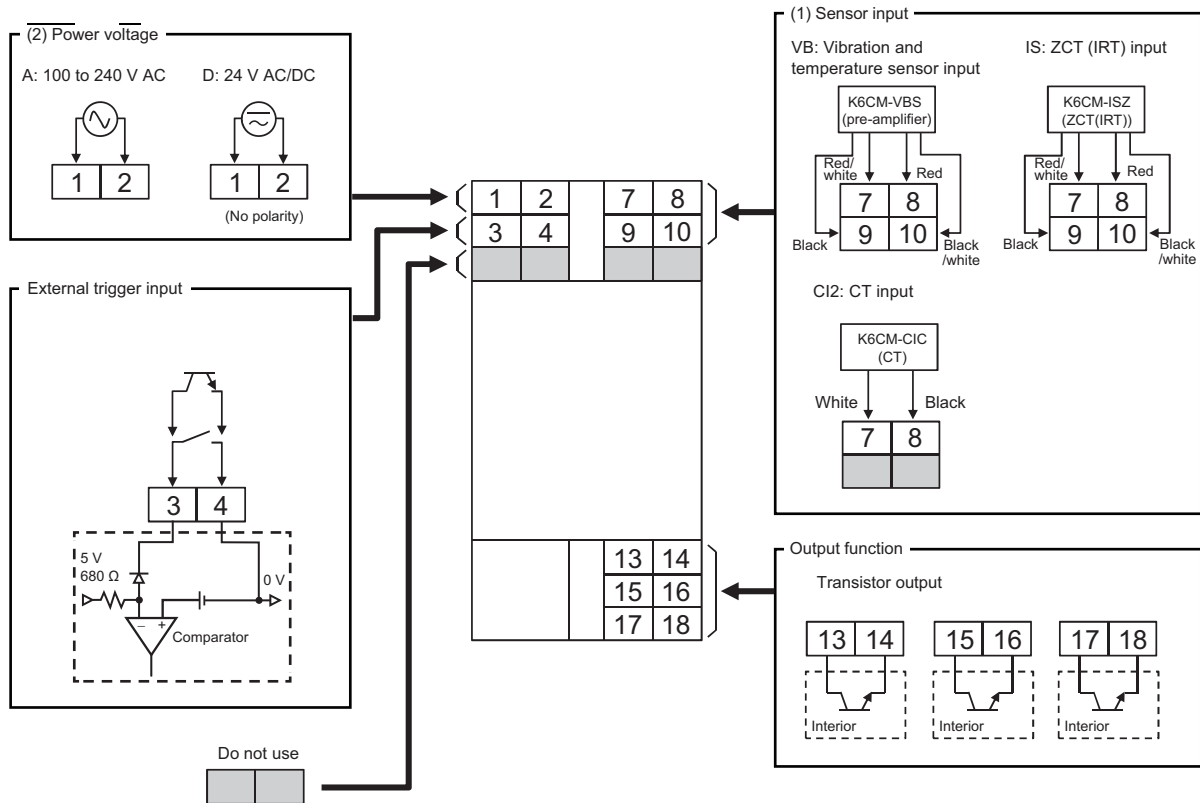 (2) Power voltage
A: 100 to 240 V AC
D: 24 V AC/DC
1 2
1 2
(No polarity)
External trigger input
3 4
5 V
680 Ω
0 V
− +
Comparator
Do not use
1 2 7 8
3 4 9 10
13 14
15 16
17 18
(1) Sensor input
VB: Vibration and
temperature sensor input
K6CM-VBS
(pre-amplifier)
Red/
white
Red
7 8
9 10
Black
Black
/white
IS: ZCT (IRT) input
K6CM-ISZ
(ZCT(IRT))
Red/
white
Red
7 8
9 10
Black
Black
/white
CI2: CT input
K6CM-CIC
(CT)
White
Black
7 8
Output function
Transistor output
13 14
15 16
17 18
Interior
Interior
Interior